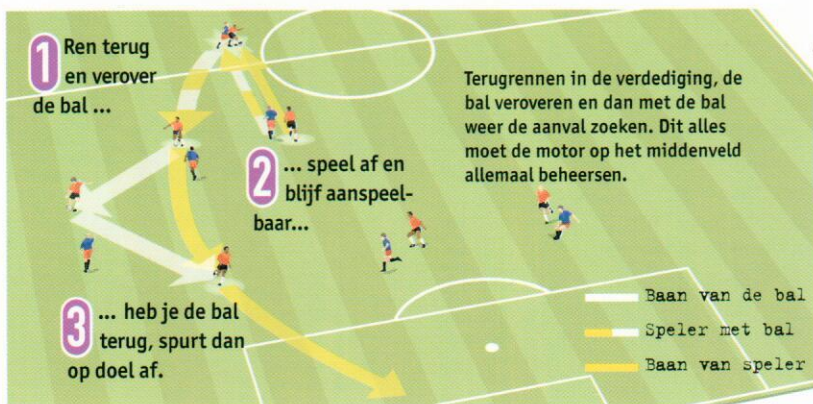 1 Ren terug
en verover
de bal ...
Terugrennen in de verdediging, de
bal veroveren en dan met de bal
weer de aanval zoeken. Dit alles
moet de motor op het middenveld
allemaal beheersen.
2 ... speel af en
blijf aanspeel-
baar...
3 ... heb je de bal
terug, spurt dan
op doel af.
Baan van de bal
Speler met bal
Baan van speler